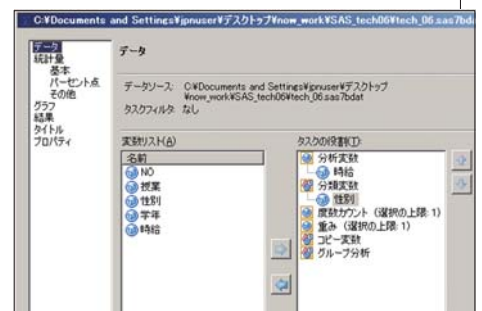 C:¥Documents and Settings¥jpnuser¥デスクトップ¥now_work¥SAS_tech06¥tech_06.sas7bda
データ
統計量
基本
パーセント点
その他
グラフ
結果
タイトル
プロパティ
データ
データソース: C:¥Documents and Settings¥jpnuser¥デスクトップ
¥now_work¥SAS_tech06¥tech_06.sas7bdat
タスクフィルタ: なし
変数リスト(A)
名前
NO
授業
性別
学年
時給
タスクの役割(T):
分析変数
時給
分類変数
性別
度数カウント (選択の上限: 1)
重み (選択の上限: 1)
コピー変数
グループ分析